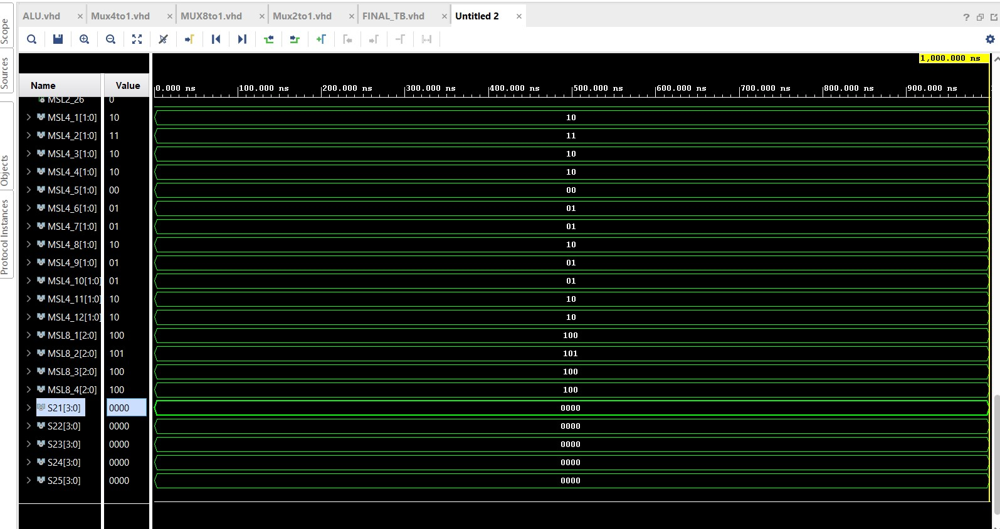 ALU.vhd × Mux4to1.vhd × MUX8to1.vhd × Mux2to1.vhd × FINAL_TB.vhd × Untitled 2 × ?
Scope
Sources
Objects
Protocol Instances
1,000.000 ns
Name Value 0.000 ns 100.000 ns 200.000 ns 300.000 ns 400.000 ns 500.000 ns 600.000 ns 700.000 ns 800.000 ns 900.000 ns
MSL2_26 0
MSL4_1[1:0] 10 10
MSL4_2[1:0] 11 11
MSL4_3[1:0] 10 10
MSL4_4[1:0] 10 10
MSL4_5[1:0] 00 00
MSL4_6[1:0] 01 01
MSL4_7[1:0] 01 01
MSL4_8[1:0] 10 10
MSL4_9[1:0] 01 01
MSL4_10[1:0] 01 01
MSL4_11[1:0] 10 10
MSL4_12[1:0] 10 10
MSL8_1[2:0] 100 100
MSL8_2[2:0] 101 101
MSL8_3[2:0] 100 100
MSL8_4[2:0] 100 100
S21[3:0] 0000 0000
S22[3:0] 0000 0000
S23[3:0] 0000 0000
S24[3:0] 0000 0000
S25[3:0] 0000 0000